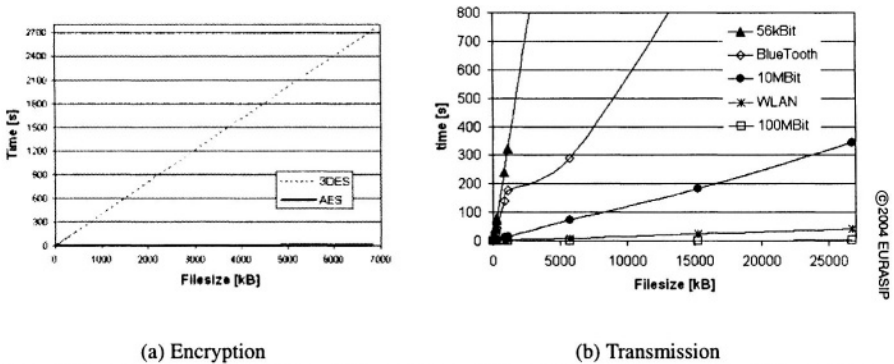 2700
2400
2100
1800
1500
1200
900
600
300
0
Time [s]
3DES
AES
0 1000 2000 3000 4000 5000 6000 7000
Filesize [kB]
(a) Encryption
800
700
600
500
400
300
200
100
0
time [s]
56kBit
BlueTooth
10MBit
WLAN
100MBit
0 5000 10000 15000 20000 25000
Filesize [kB]
(b) Transmission
©2004 EURASIP